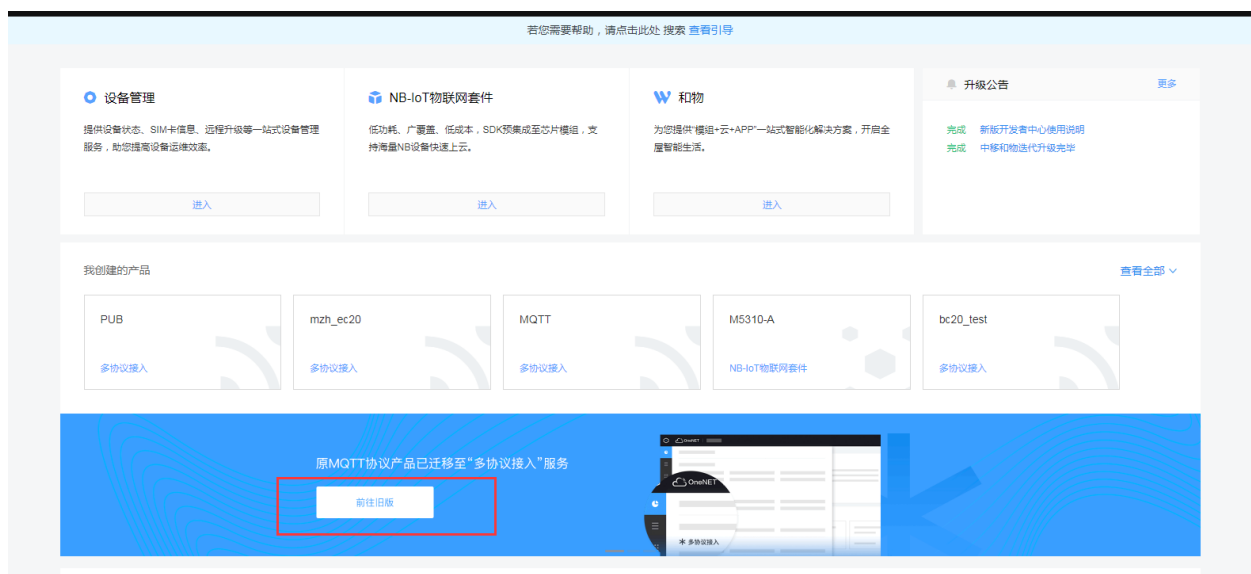 若您需要帮助，请点击此处 搜索 查看引导
设备管理
提供设备状态、SIM卡信息、远程升级等一站式设备管理
服务，助您提高设备运维效率。
进入
NB-IoT物联网套件
低功耗、广覆盖、低成本，SDK预集成至芯片模组，支
持海量NB设备快速上云。
进入
和物
为您提供“模组+云+APP”一站式智能化解决方案，开启全
屋智能生活。
进入
升级公告
更多
完成 新版开发者中心使用说明
完成 中移和物迭代升级完毕
我创建的产品
查看全部
PUB
多协议接入
mzh_ec20
多协议接入
MQTT
多协议接入
M5310-A
NB-IoT物联网套件
bc20_test
多协议接入
原MQTT协议产品已迁移至“多协议接入”服务
前往旧版
OneNET
OneNET
多协议接入